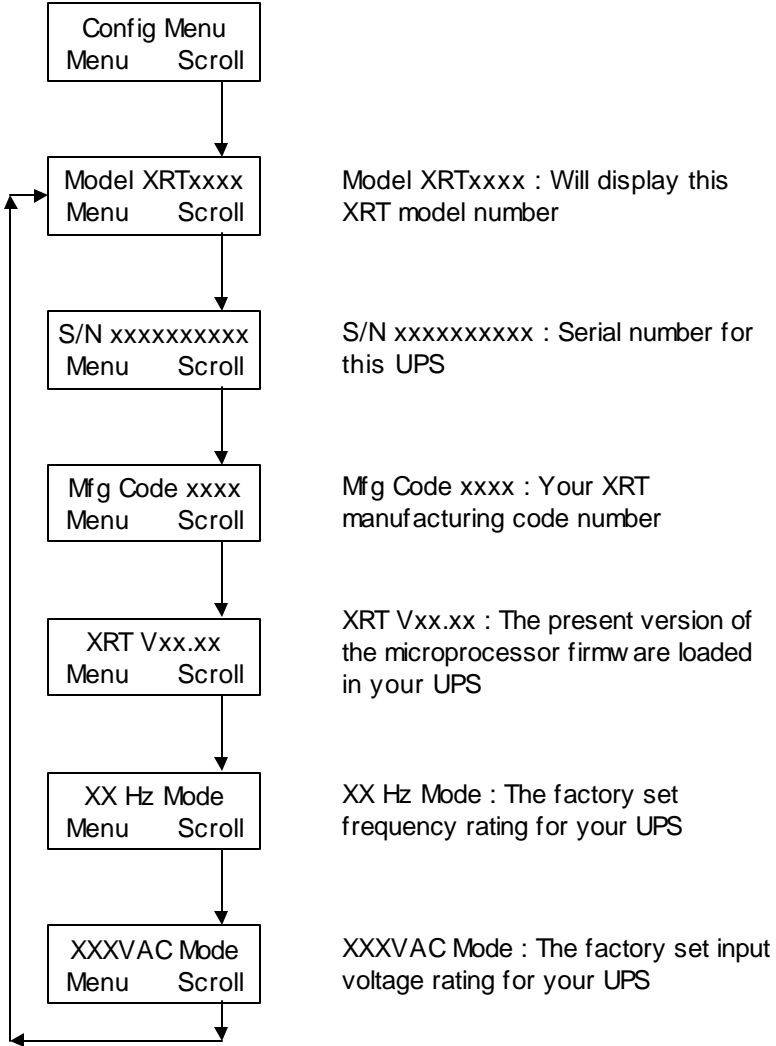 Config Menu
Menu Scroll
Model XRTxxxx
Menu Scroll
Model XRTxxxx : Will display this
XRT model number
S/N xxxxxxxxxx
Menu Scroll
S/N xxxxxxxxxx : Serial number for
this UPS
Mfg Code xxxx
Menu Scroll
Mfg Code xxxx : Your XRT
manufacturing code number
XRT Vxx.xx
Menu Scroll
XRT Vxx.xx : The present version of
the microprocessor firmware loaded
in your UPS
XX Hz Mode
Menu Scroll
XX Hz Mode : The factory set
frequency rating for your UPS
XXXVAC Mode
Menu Scroll
XXXVAC Mode : The factory set input
voltage rating for your UPS